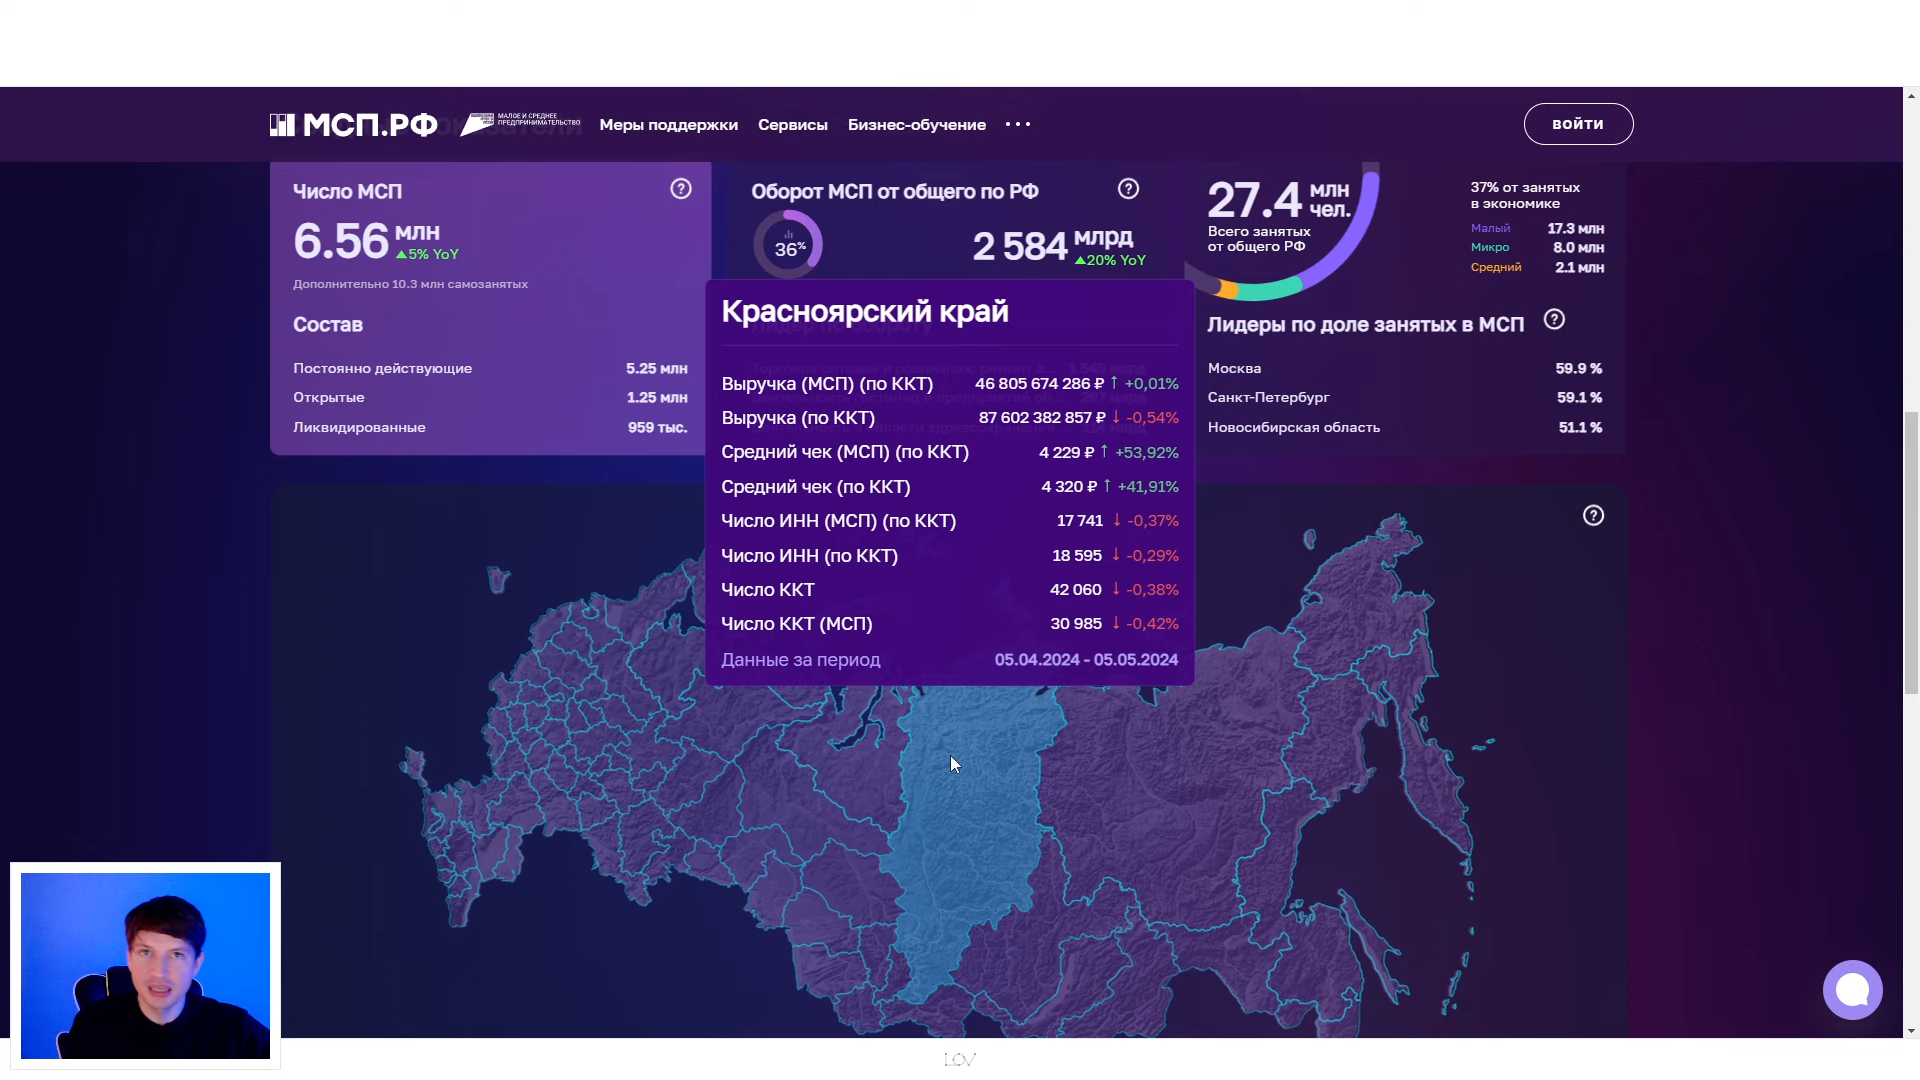 МСП.РФ
МАЛОЕ И СРЕДНЕЕ
ПРЕДПРИНИМАТЕЛЬСТВО
Меры поддержки
Сервисы
Бизнес-обучение
ВОЙТИ
Число МСП
6.56 млн
5% YoY
Дополнительно 10.3 млн самозанятых
Состав
Постоянно действующие 5.25 млн
Открытые 1.25 млн
Ликвидированные 959 тыс.
Оборот МСП от общего по РФ
36%
2 584 млрд
20% YoY
27.4 млн чел.
Всего занятых
от общего РФ
37% от занятых
в экономике
Малый 17.3 млн
Микро 8.0 млн
Средний 2.1 млн
Лидеры по доле занятых в МСП
Москва 59.9 %
Санкт-Петербург 59.1 %
Новосибирская область 51.1 %
Красноярский край
Выручка (МСП) (по ККТ) 46 805 674 286 ₽ ↑ +0,01%
Выручка (по ККТ) 87 602 382 857 ₽ ↓ -0,54%
Средний чек (МСП) (по ККТ) 4 229 ₽ ↑ +53,92%
Средний чек (по ККТ) 4 320 ₽ ↑ +41,91%
Число ИНН (МСП) (по ККТ) 17 741 ↓ -0,37%
Число ИНН (по ККТ) 18 595 ↓ -0,29%
Число ККТ 42 060 ↓ -0,38%
Число ККТ (МСП) 30 985 ↓ -0,42%
Данные за период 05.04.2024 - 05.05.2024
LOV